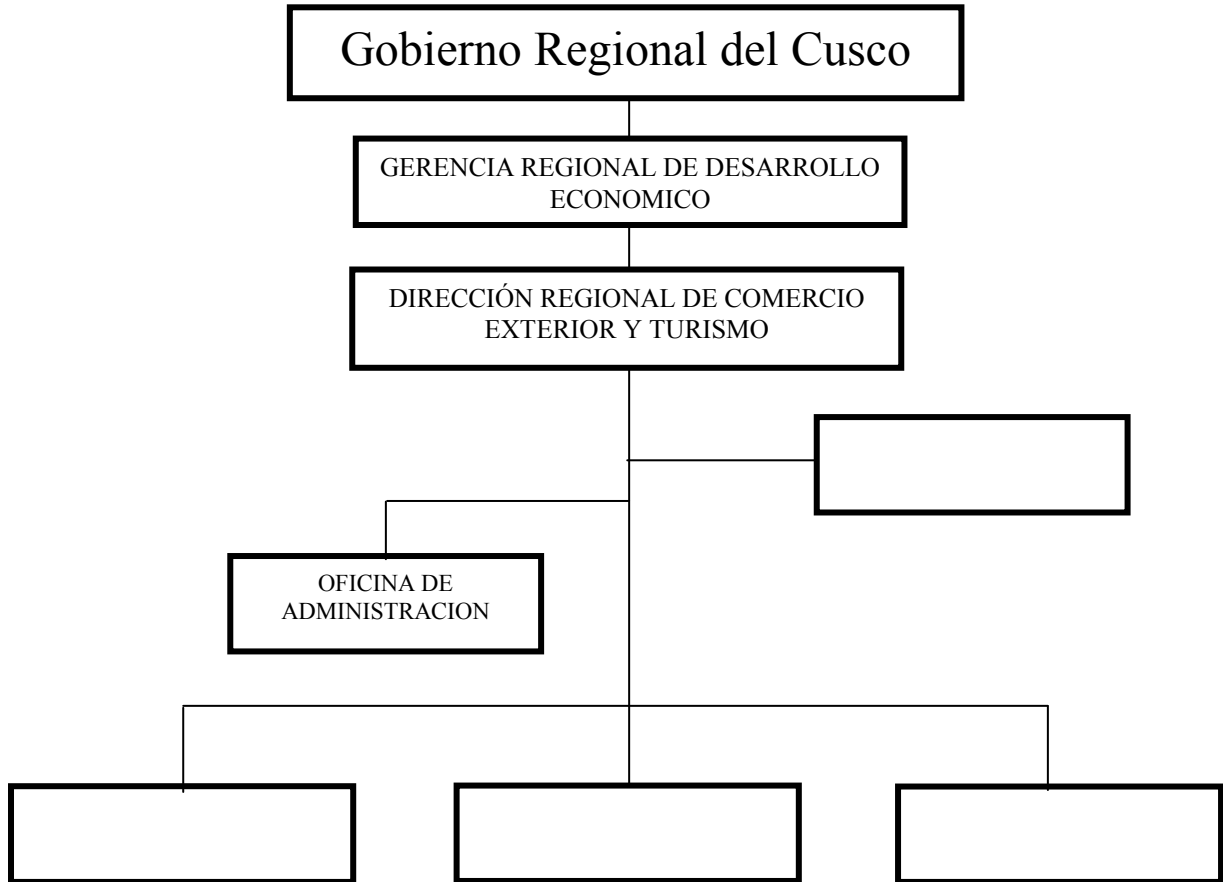 Gobierno Regional del Cusco
GERENCIA REGIONAL DE DESARROLLO
ECONOMICO
DIRECCIÓN REGIONAL DE COMERCIO
EXTERIOR Y TURISMO
OFICINA DE
ADMINISTRACION